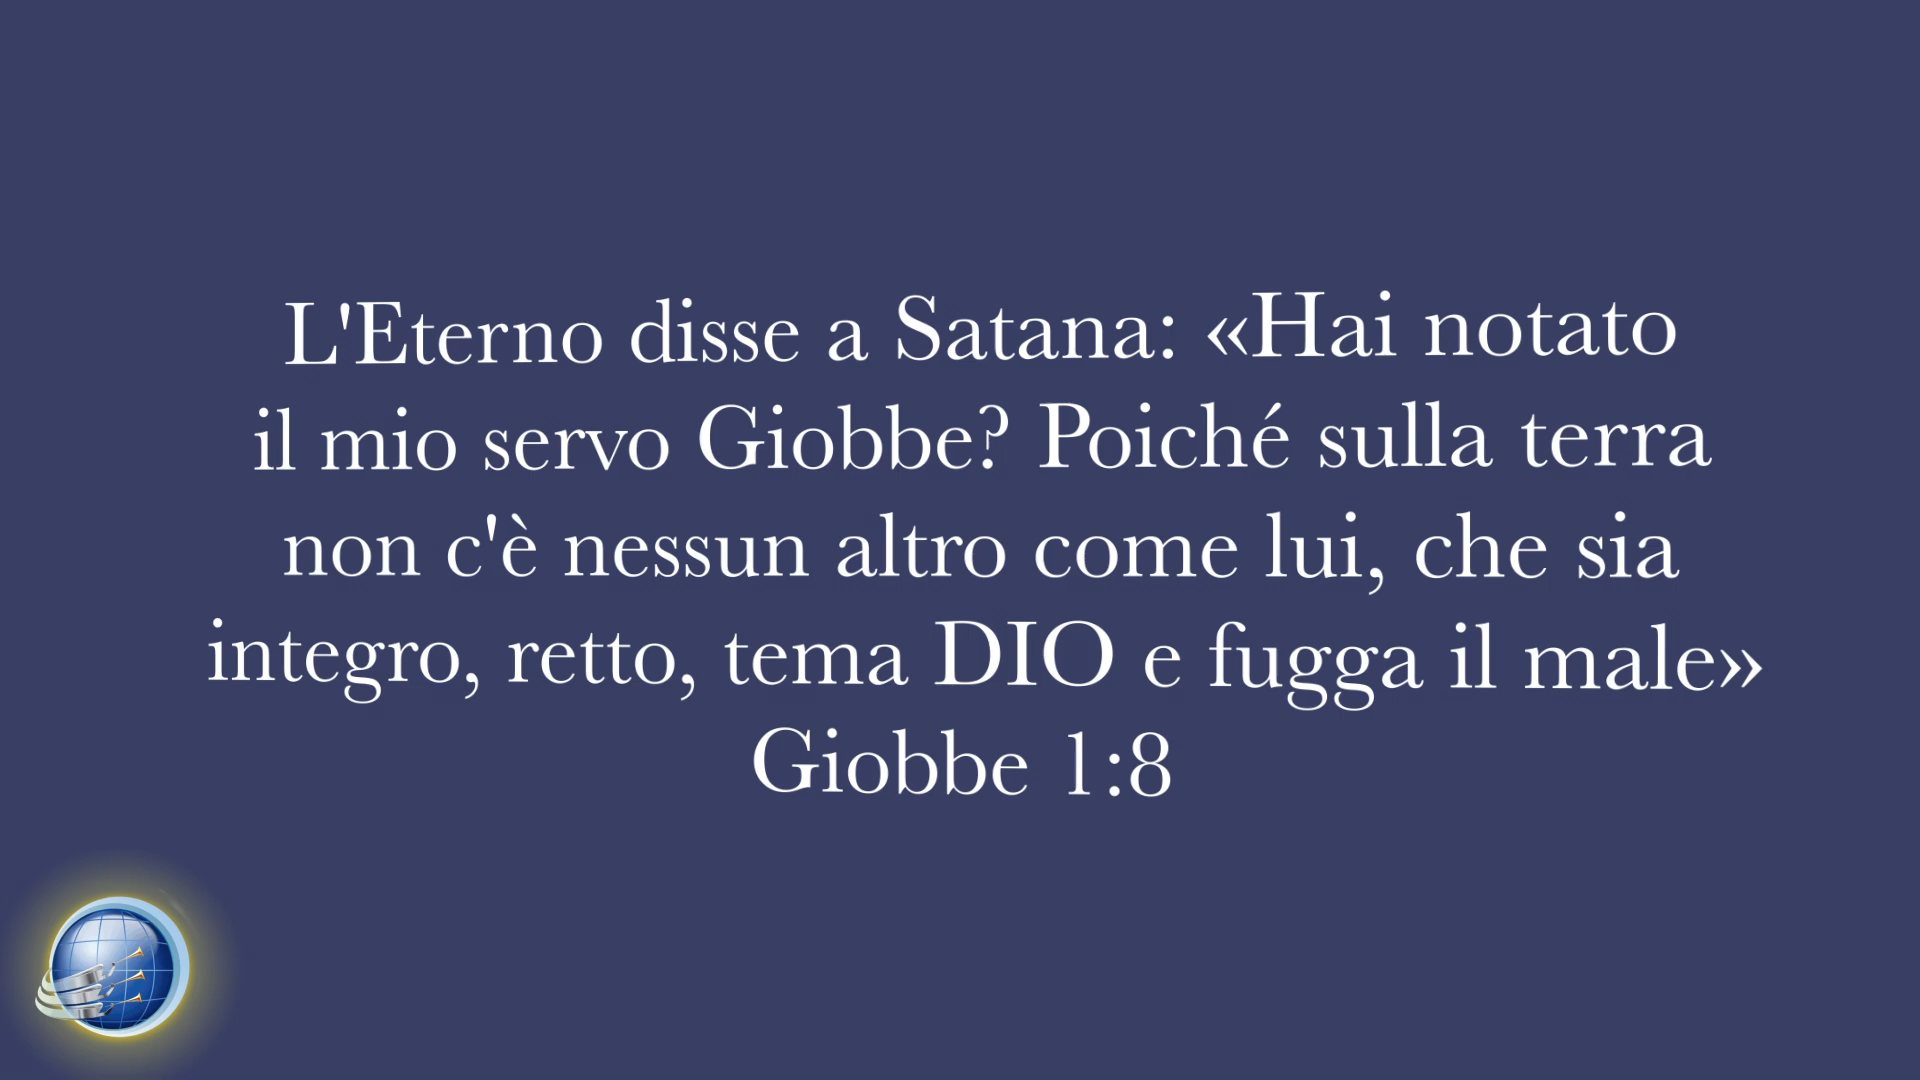 L'Eterno disse a Satana: «Hai notato
il mio servo Giobbe? Poiché sulla terra
non c'è nessun altro come lui, che sia
integro, retto, tema DIO e fugga il male»
Giobbe 1:8